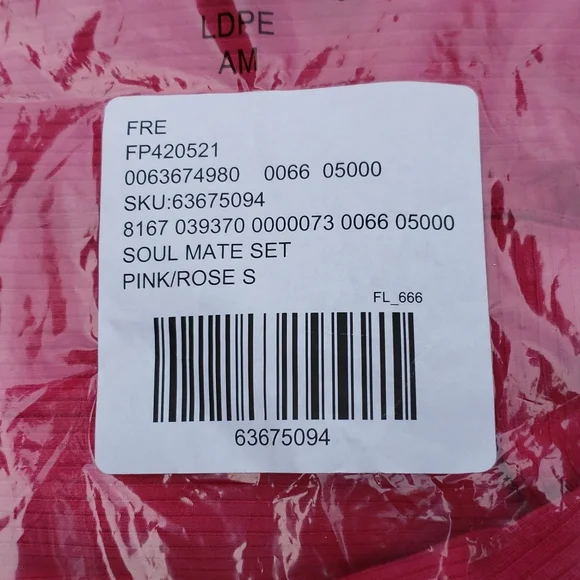 LDPE
AM
FRE
FP420521
0063674980 0066 05000
SKU:63675094
8167 039370 0000073 0066 05000
SOUL MATE SET
PINK/ROSE S
FL_666
63675094